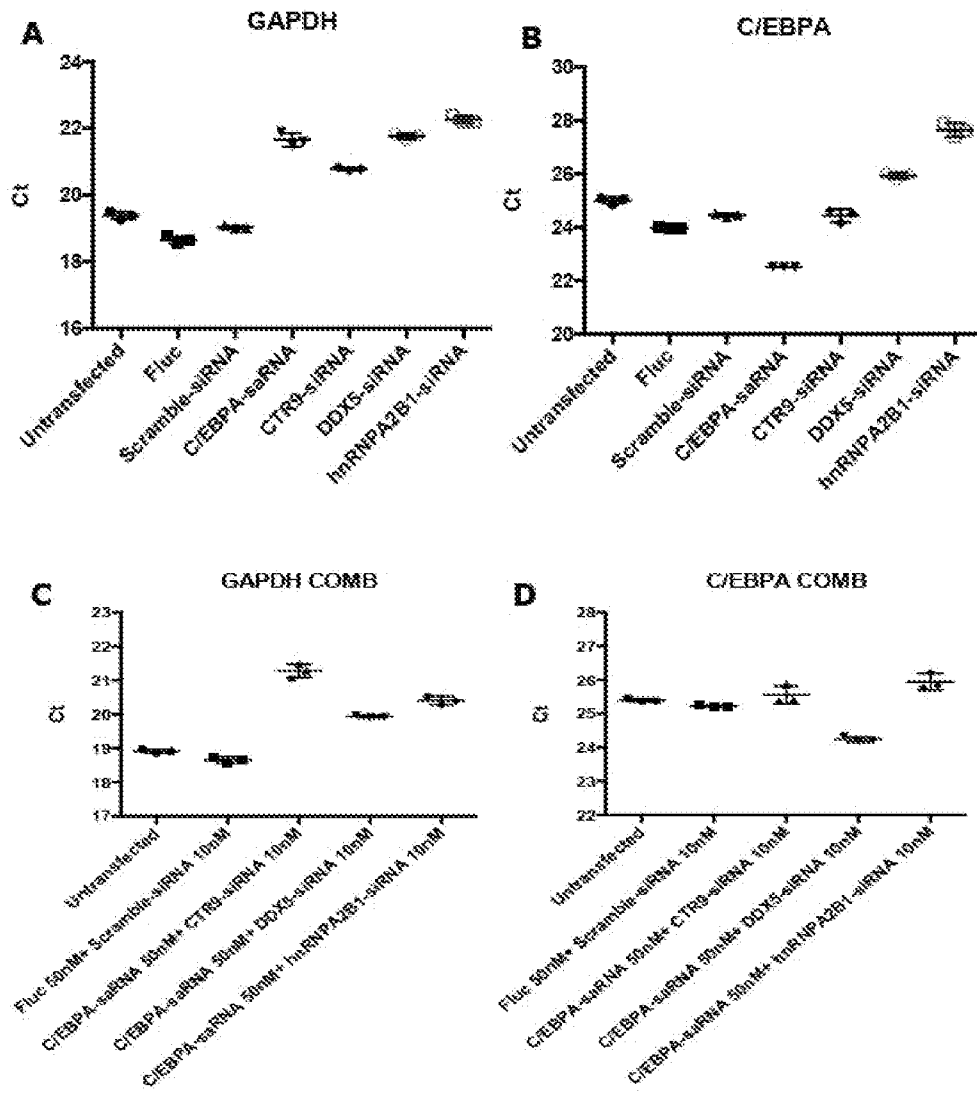 A
GAPDH
Ct
24
22
20
18
16
Untransfected
Fluc
Scramble-siRNA
C/EBPA-saRNA
CTR9-siRNA
DDX5-siRNA
hnRNPA2B1-siRNA
B
C/EBPA
Ct
30
28
26
24
22
20
Untransfected
Fluc
Scramble-siRNA
C/EBPA-saRNA
CTR9-siRNA
DDX5-siRNA
hnRNPA2B1-siRNA
C
GAPDH COMB
Ct
23
22
21
20
19
18
17
Untransfected
Fluc 50nM+ Scramble-siRNA 10nM
C/EBPA-saRNA 50nM+ CTR9-siRNA 10nM
C/EBPA-saRNA 50nM+ DDX5-siRNA 10nM
C/EBPA-saRNA 50nM+ hnRNPA2B1-siRNA 10nM
D
C/EBPA COMB
Ct
28
27
26
25
24
23
22
Untransfected
Fluc 50nM+ Scramble-siRNA 10nM
C/EBPA-saRNA 50nM+ CTR9-siRNA 10nM
C/EBPA-saRNA 50nM+ DDX5-siRNA 10nM
C/EBPA-saRNA 50nM+ hnRNPA2B1-siRNA 10nM